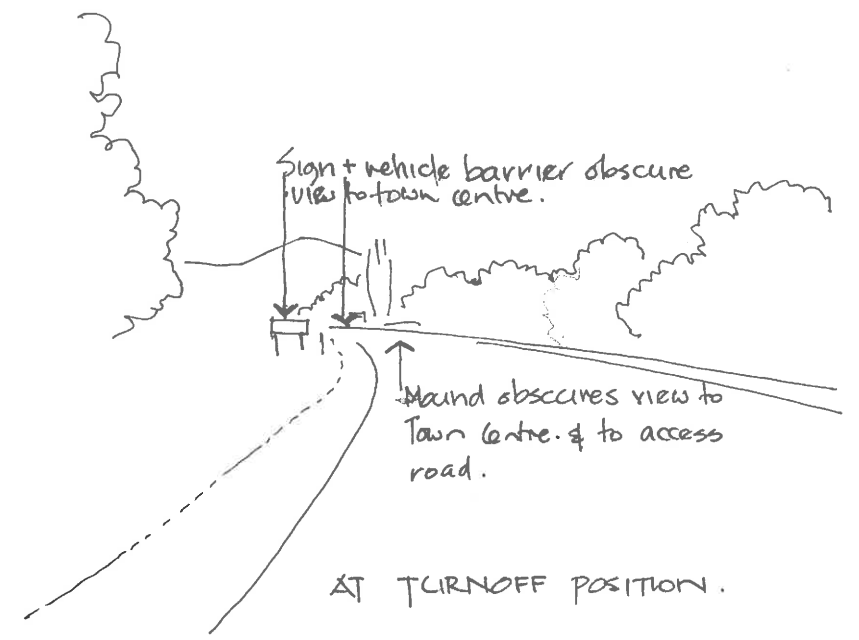 Sign + vehicle barrier obscure
view to town centre.
Mound obscures view to
Town Centre. & to access
road.
AT TURNOFF POSITION.